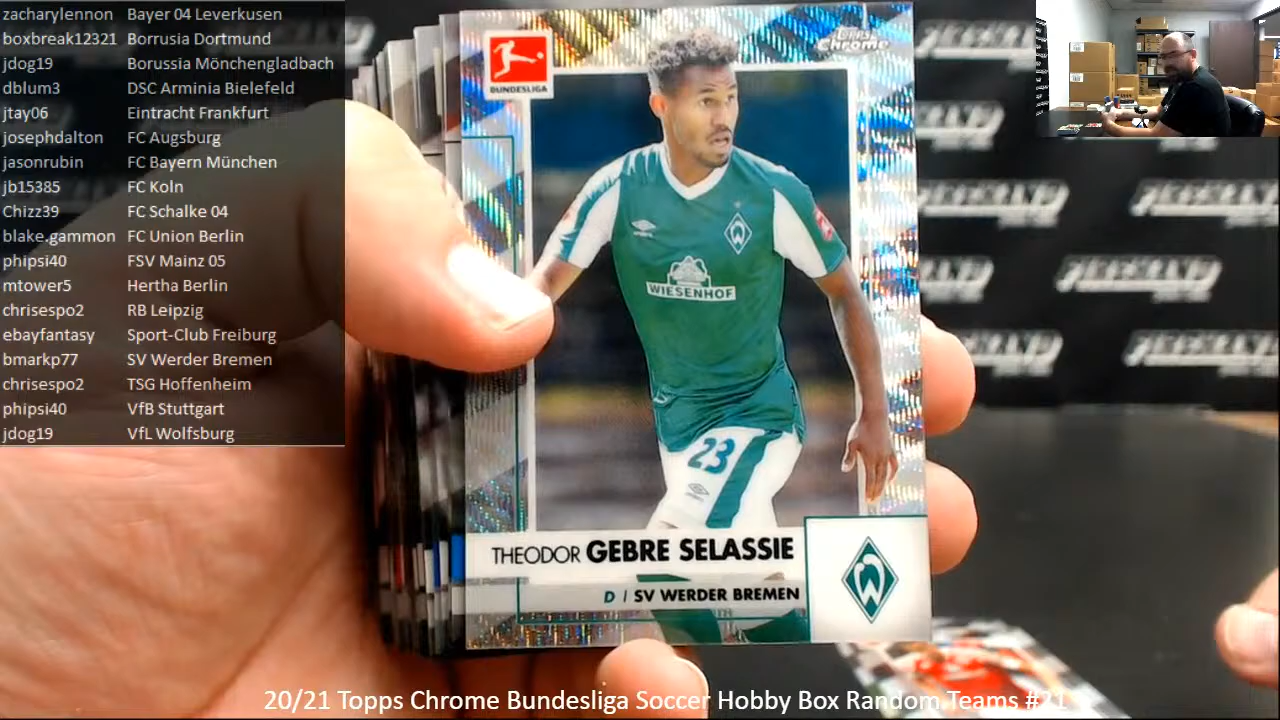 zacharylennon Bayer 04 Leverkusen
boxbreak12321 Borrusia Dortmund
jdog19 Borussia Mönchengladbach
dblum3 DSC Arminia Bielefeld
jtay06 Eintracht Frankfurt
josephdalton FC Augsburg
jasonrubin FC Bayern München
jb15385 FC Koln
Chizz39 FC Schalke 04
blake.gammon FC Union Berlin
phipsi40 FSV Mainz 05
mtower5 Hertha Berlin
chrisespo2 RB Leipzig
ebayfantasy Sport-Club Freiburg
bmarkp77 SV Werder Bremen
chrisespo2 TSG Hoffenheim
phipsi40 VfB Stuttgart
jdog19 VfL Wolfsburg
BUNDESLIGA
Topps Chrome
WIESENHOF
23
THEODOR GEBRE SELASSIE
D / SV WERDER BREMEN
20/21 Topps Chrome Bundesliga Soccer Hobby Box Random Teams #21